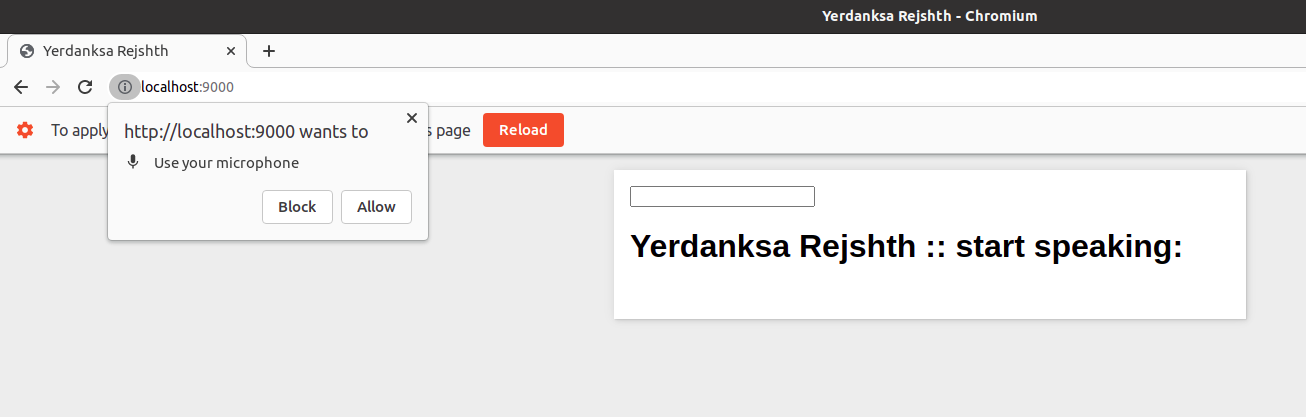 Yerdanksa Rejshth - Chromium
Yerdanksa Rejshth
localhost:9000
To apply
page
Reload
http://localhost:9000 wants to
Use your microphone
Block
Allow
Yerdanksa Rejshth :: start speaking: